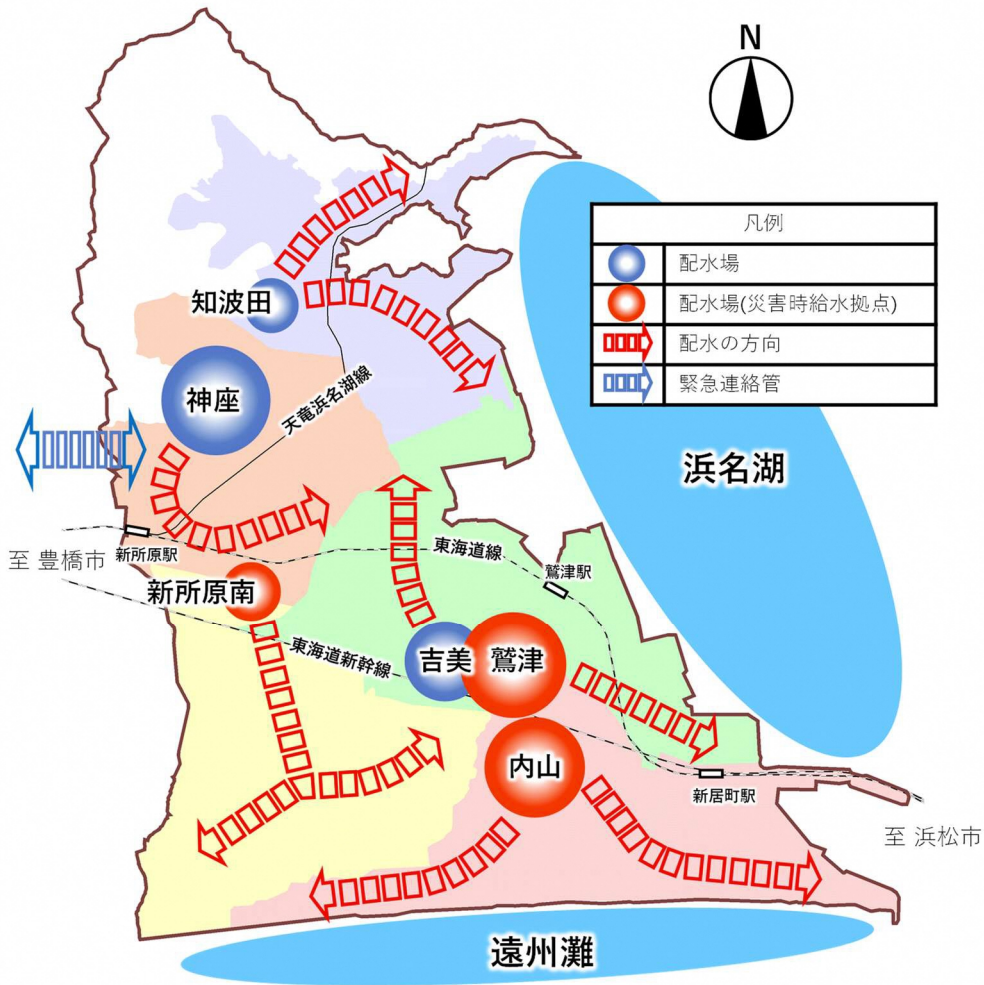 N
凡例
配水場
配水場(災害時給水拠点)
配水の方向
緊急連絡管
知波田
神座
天竜浜名湖線
浜名湖
新所原駅
至 豊橋市
東海道線
鷲津駅
新所原南
東海道新幹線
吉美
鷲津
内山
新居町駅
至 浜松市
遠州灘